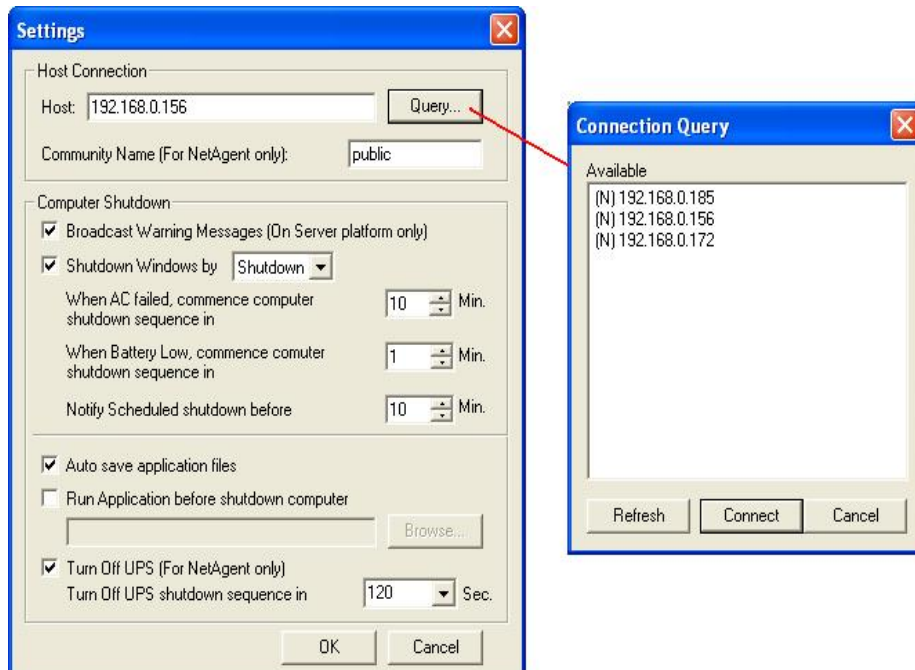 Settings
Host Connection
Host: 192.168.0.156 Query...
Community Name (For NetAgent only): public
Computer Shutdown
Broadcast Warning Messages (On Server platform only)
Shutdown Windows by Shutdown
When AC failed, commence computer
shutdown sequence in
10 Min.
When Battery Low, commence comuter
shutdown sequence in
1 Min.
Notify Scheduled shutdown before 10 Min.
Auto save application files
Run Application before shutdown computer
Browse...
Turn Off UPS (For NetAgent only)
Turn Off UPS shutdown sequence in 120 Sec.
OK Cancel
Connection Query
Available
(N) 192.168.0.185
(N) 192.168.0.156
(N) 192.168.0.172
Refresh Connect Cancel